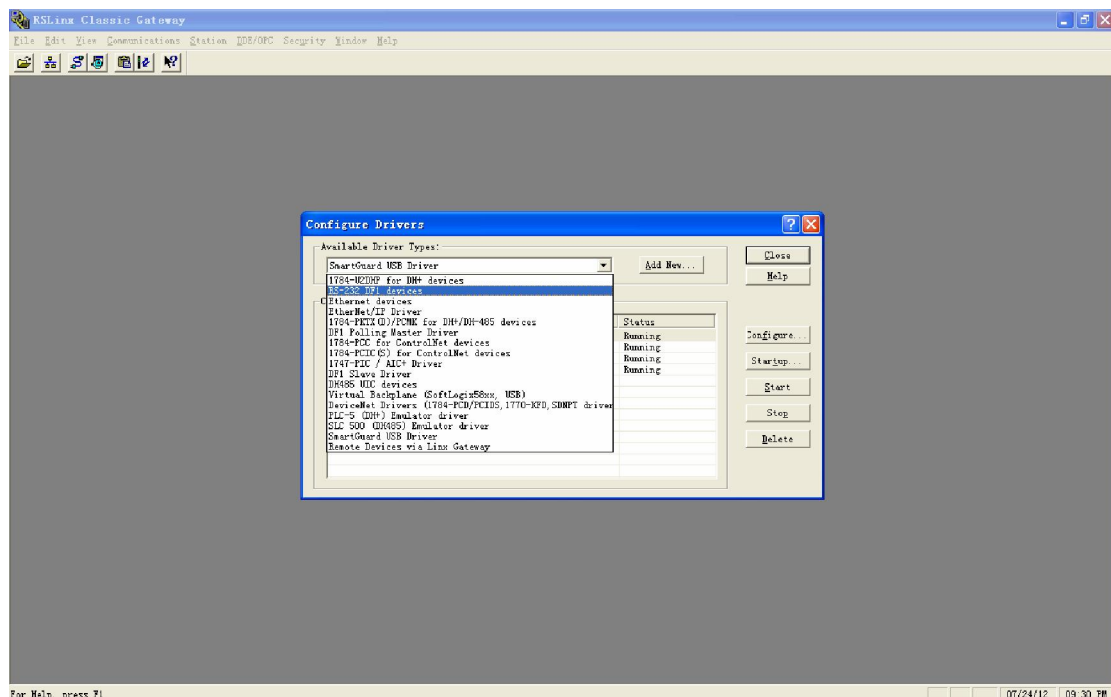 RSLinx Classic Gateway
File Edit View Communications Station DDE/OPC Security Window Help
Configure Drivers
Available Driver Types:
SmartGuard USB Driver
Add New...
Close
Help
1784-U2DHP for DH+ devices
RS-232 DF1 devices
Ethernet devices
EtherNet/IP Driver
1784-PKTX(D)/PCMK for DH+/DH-485 devices
DF1 Polling Master Driver
1784-PCC for ControlNet devices
1784-PCIC(S) for ControlNet devices
1747-PIC / AIC+ Driver
DF1 Slave Driver
DH485 UIC devices
Virtual Backplane (SoftLogix58xx, USB)
DeviceNet Drivers (1784-PCD/PCIDS,1770-KFD,SDNPT driver
PLC-5 (DH+) Emulator driver
SLC 500 (DH485) Emulator driver
SmartGuard USB Driver
Remote Devices via Linx Gateway
Status
Running
Running
Running
Running
Configure...
Startup...
Start
Stop
Delete
For Help, press F1
07/24/12 09:30 PM